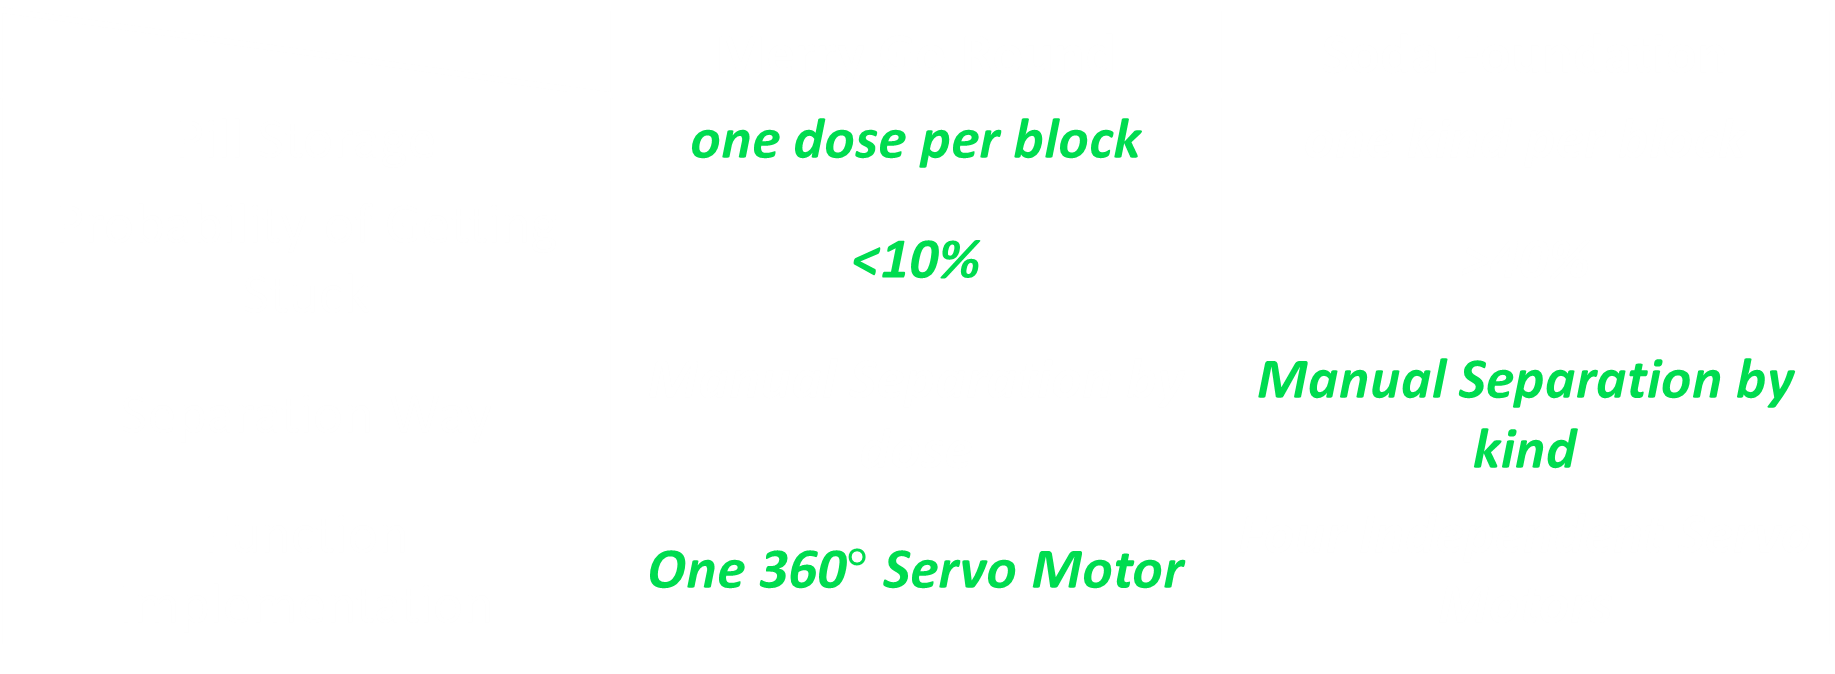 one dose per block
<10%
Manual Separation by
kind
One 360° Servo Motor